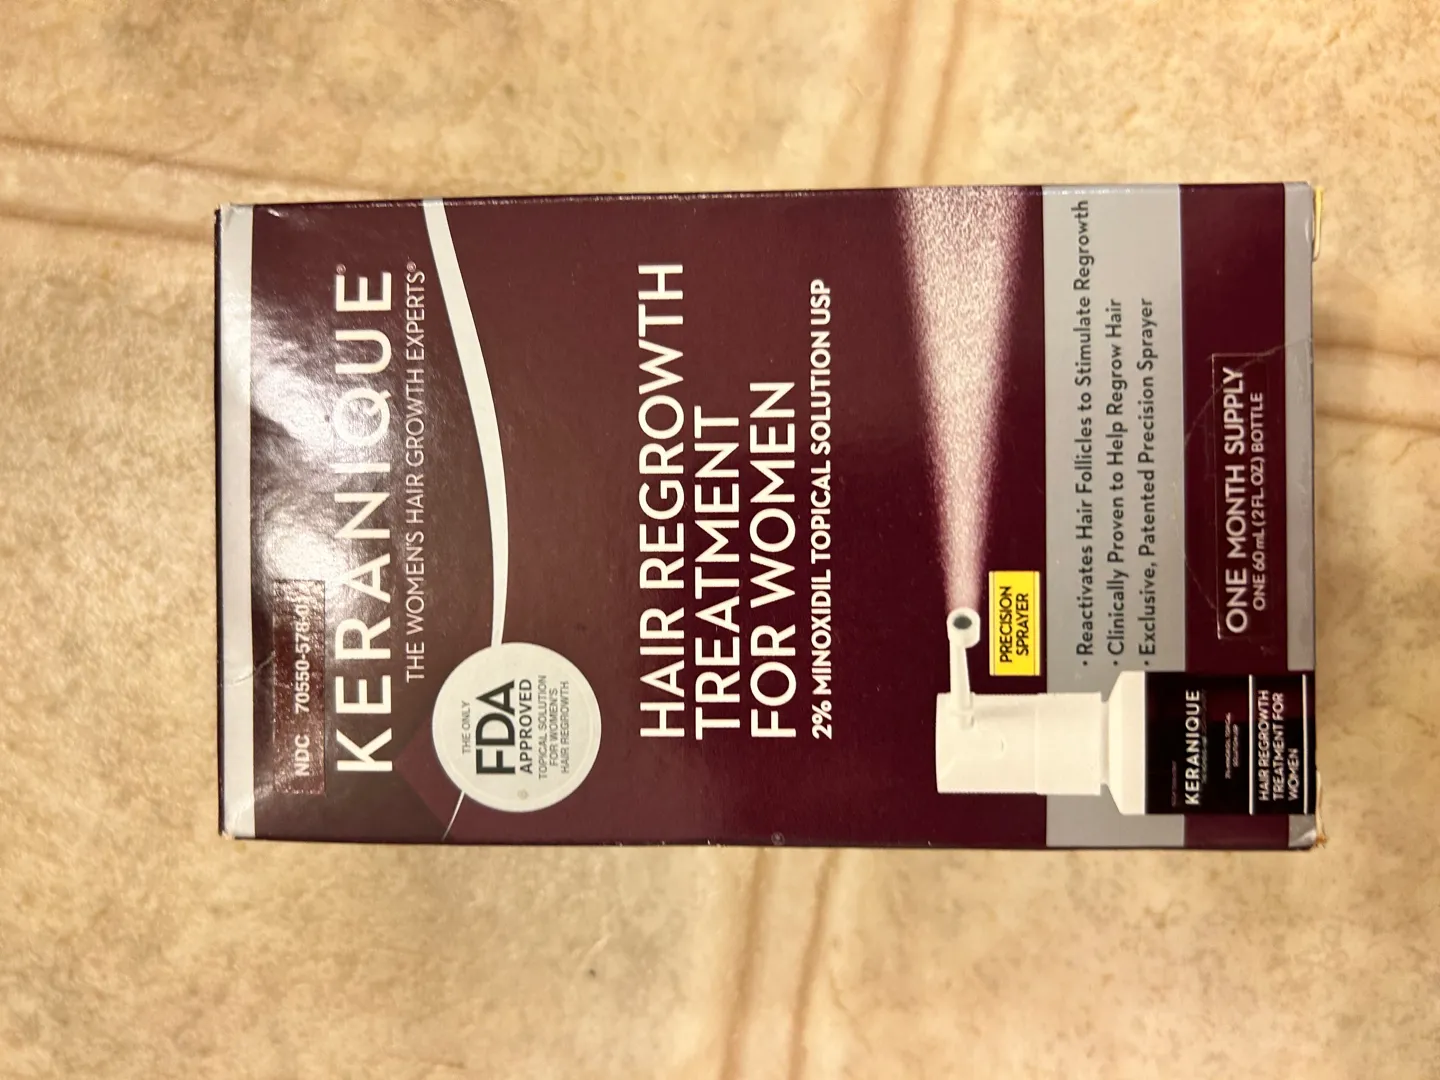 NDC 70550-578-0
KERANIQUE®
THE WOMEN'S HAIR GROWTH EXPERTS®
THE ONLY
FDA
APPROVED
TOPICAL SOLUTION
FOR WOMEN'S
HAIR REGROWTH
HAIR REGROWTH
TREATMENT
FOR WOMEN
2% MINOXIDIL TOPICAL SOLUTION USP
PRECISION
SPRAYER
• Reactivates Hair Follicles to Stimulate Regrowth
• Clinically Proven to Help Regrow Hair
• Exclusive, Patented Precision Sprayer
KERANIQUE
HAIR REGROWTH
TREATMENT FOR
WOMEN
ONE MONTH SUPPLY
ONE 60 mL (2 FL OZ) BOTTLE